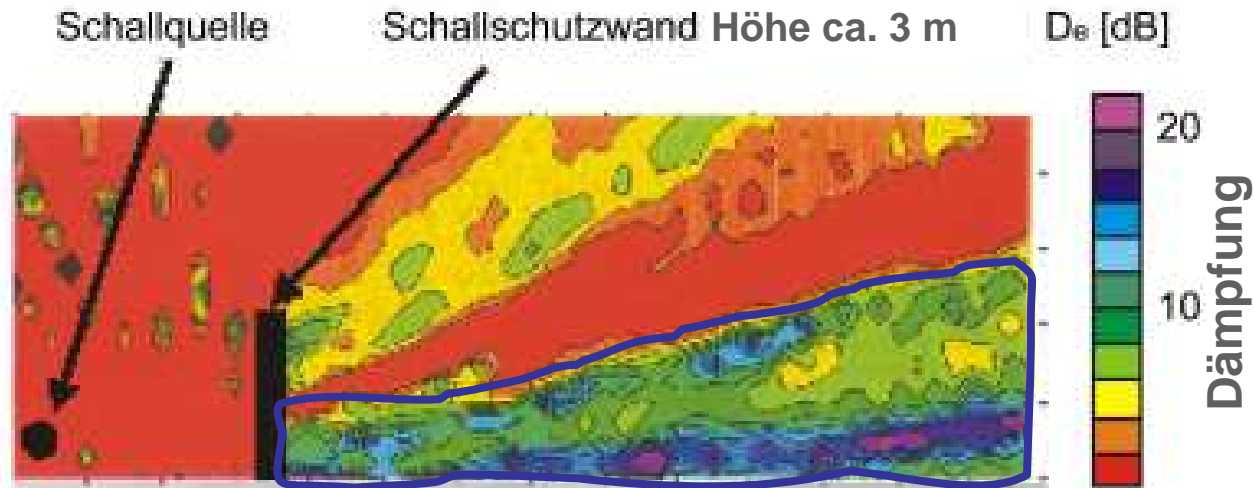 Schallquelle
Schallschutzwand Höhe ca. 3 m
De [dB]
20
10
Dämpfung